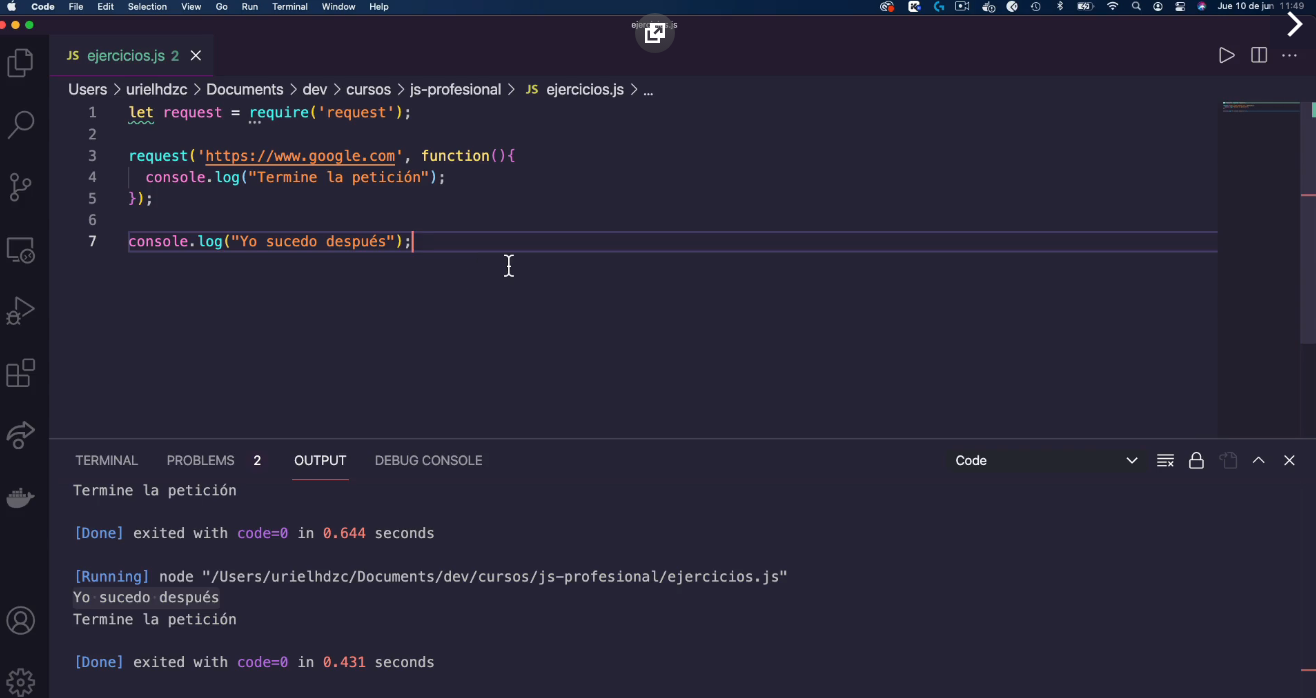 Code File Edit Selection View Go Run Terminal Window Help Jue 10 de jun 11:49
JS ejercicios.js 2
Users > urielhdzc > Documents > dev > cursos > js-profesional > JS ejercicios.js > ...
1 let request = require('request');
2
3 request('https://www.google.com', function(){
4 console.log("Termine la petición");
5 });
6
7 console.log("Yo sucedo después");
TERMINAL PROBLEMS 2 OUTPUT DEBUG CONSOLE Code
Termine la petición
[Done] exited with code=0 in 0.644 seconds
[Running] node "/Users/urielhdzc/Documents/dev/cursos/js-profesional/ejercicios.js"
Yo sucedo después
Termine la petición
[Done] exited with code=0 in 0.431 seconds